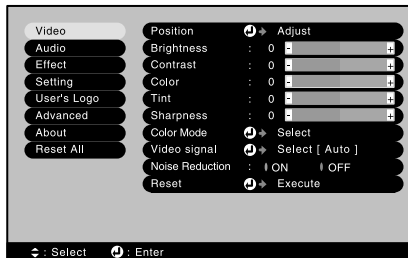 Video
Audio
Effect
Setting
User's Logo
Advanced
About
Reset All
Position Adjust
Brightness : 0 - +
Contrast : 0 - +
Color : 0 - +
Tint : 0 - +
Sharpness : 0 - +
Color Mode Select
Video signal Select [ Auto ]
Noise Reduction : ON OFF
Reset Execute
: Select : Enter